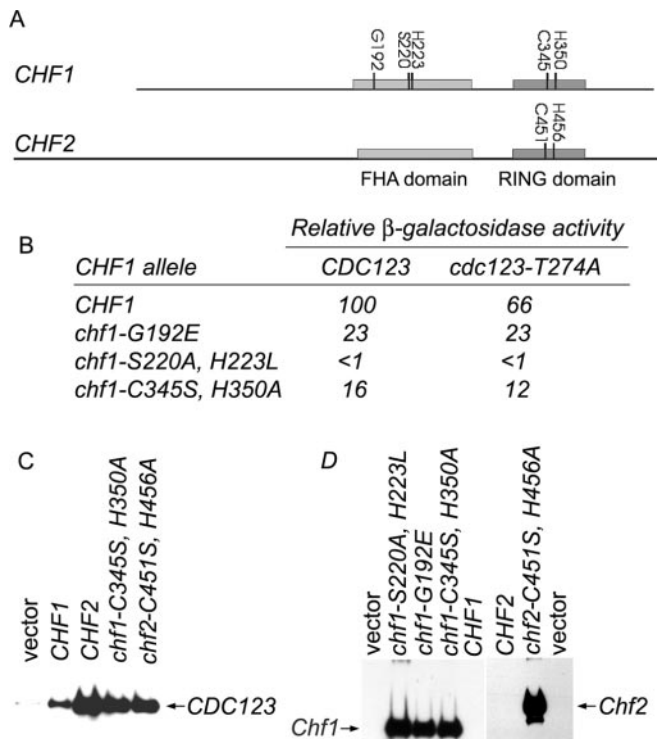 A
G192
S220
H223
C345
H350
CHF1
C451
H456
CHF2
FHA domain RING domain
B
Relative β-galactosidase activity
CHF1 allele CDC123 cdc123-T274A
CHF1 100 66
chf1-G192E 23 23
chf1-S220A, H223L <1 <1
chf1-C345S, H350A 16 12
C
vector
CHF1
CHF2
chf1-C345S, H350A
chf2-C451S, H456A
←CDC123
D
vector
chf1-S220A, H223L
chf1-G192E
chf1-C345S, H350A
CHF1
CHF2
chf2-C451S, H456A
vector
Chf1→
←Chf2